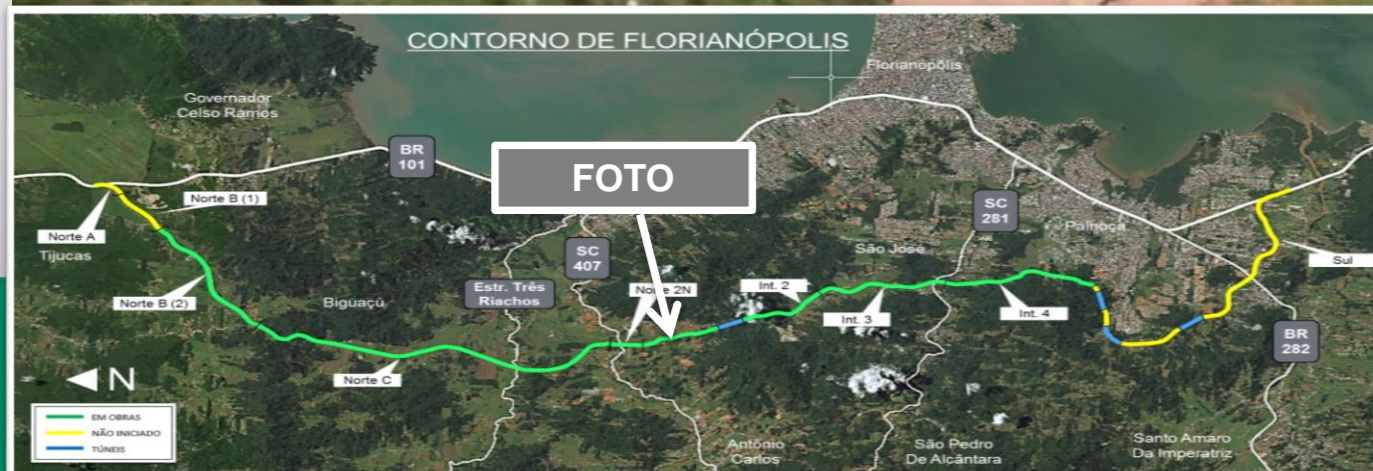 CONTORNO DE FLORIANÓPOLIS
Florianópolis
Governador
Celso Ramos
BR
101
FOTO
Norte B (1)
SC
281
Norte A
Palhoça
Tijucas
São José
Sul
SC
407
Estr. Três
Riachos
Norte 2N
Int. 2
Norte B (2)
Biguaçú
Int. 3
Int. 4
BR
282
N
Norte C
EM OBRAS
NÃO INICIADO
TÚNEIS
Antônio
Carlos
São Pedro
De Alcântara
Santo Amaro
Da Imperatriz